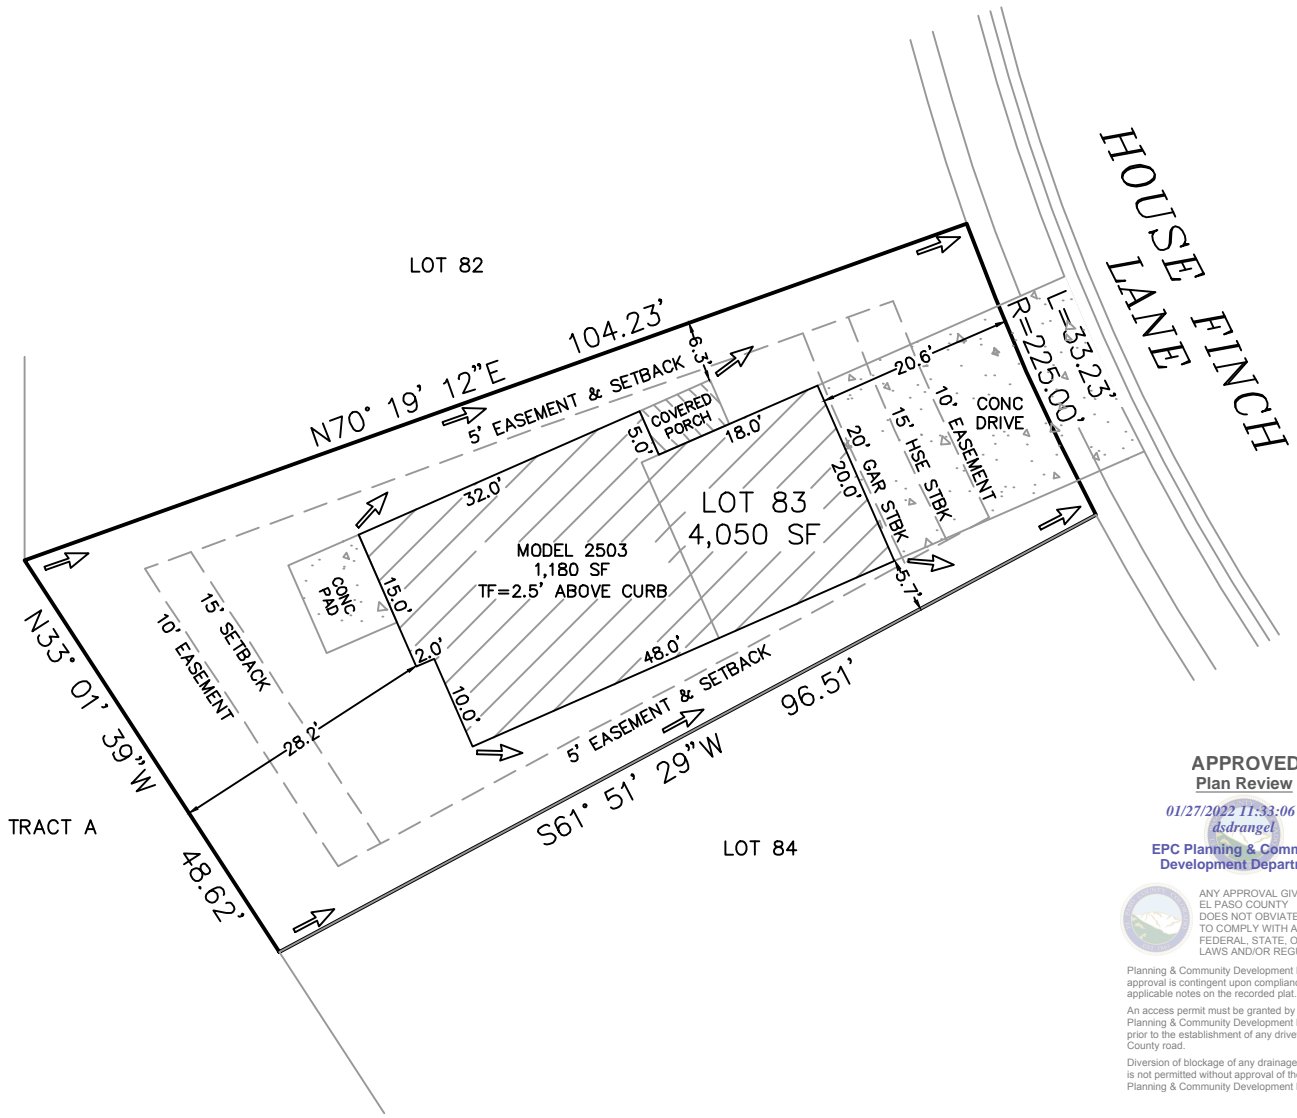 HOUSE FINCH
LANE
LOT 82
N70° 19' 12"E 104.23'
5' EASEMENT & SETBACK
6.3'
L=33.23'
R=225.00'
20.6'
CONC
DRIVE
10' EASEMENT
15' HSE STBK
20' GAR STBK
20.0'
COVERED
PORCH
5.0'
18.0'
32.0'
LOT 83
4,050 SF
MODEL 2503
1,180 SF
TF=2.5' ABOVE CURB
CONC
PAD
15.0'
2.0'
10.0'
48.0'
5.7'
15' SETBACK
10' EASEMENT
28.2'
5' EASEMENT & SETBACK
N33° 01' 39"W 48.62'
S61° 51' 29"W 96.51'
TRACT A
LOT 84
APPROVED
Plan Review
01/27/2022 11:33:06
dsdrangel
EPC Planning &
Development
ANY APPROVAL
EL PASO COUNTY
DOES NOT OBVIATE
TO COMPLY WITH
FEDERAL, STATE,
LAWS AND/OR
Planning & Community Development
approval is contingent upon
applicable notes on the recorded plat.
An access permit must be granted by
Planning & Community Development
prior to the establishment of any
County road.
Diversion of blockage of any drainage
is not permitted without approval of
Planning & Community Development